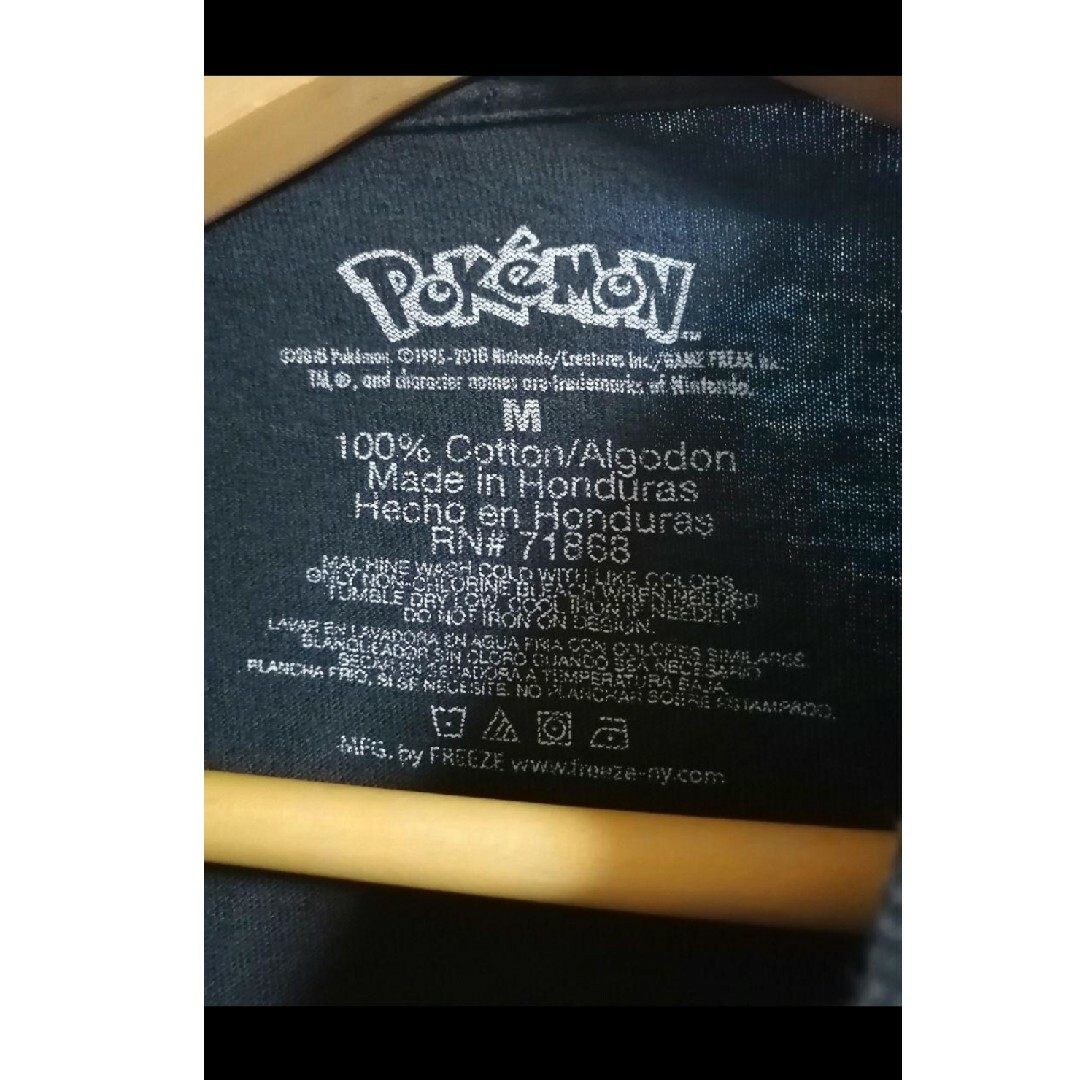 POKéMON™
Pokémon. ©1995-2016 Nintendo/Creatures Inc./GAME FREAK inc.
TM, ®, and character names are trademarks of Nintendo.
M
100% Cotton/Algodon
Made in Honduras
Hecho en Honduras
RN# 71868
MACHINE WASH COLD WITH LIKE COLORS.
ONLY NON-CHLORINE BLEACH WHEN NEEDED
TUMBLE DRY LOW. COOL IRON IF NEEDED.
DO NOT IRON ON DESIGN.
LAVAR EN LAVADORA EN AGUA FRIA CON COLORES SIMILARES.
BLANQUEADOR SIN CLORO CUANDO SEA NECESARIO
SECAR EN SECADORA A TEMPERATURA BAJA.
PLANCHA FRIO, SI SE NECESITE. NO PLANCHAR SOBRE ESTAMPADO.
MFG. by FREEZE www.freeze-ny.com